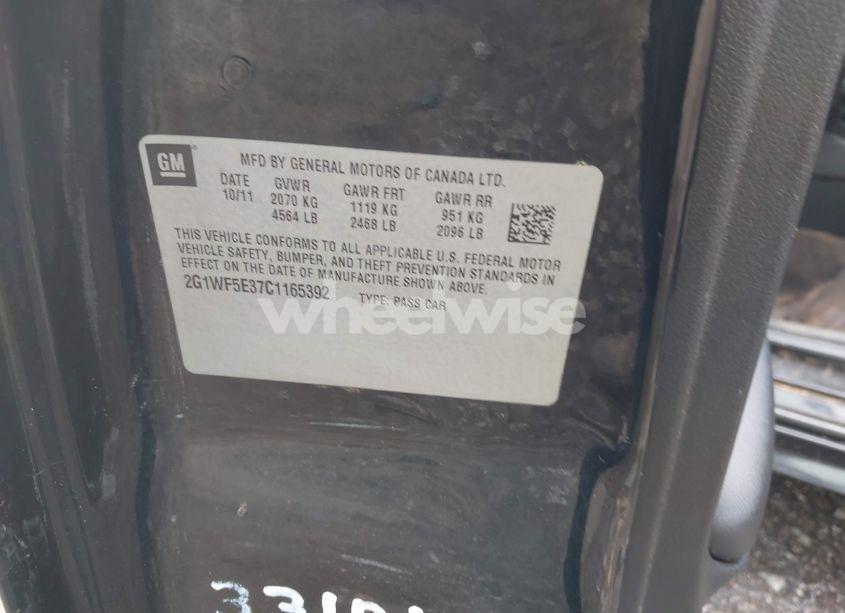 GM
MFD BY GENERAL MOTORS OF CANADA LTD.
DATE GVWR GAWR FRT GAWR RR
10/11 2070 KG 1119 KG 951 KG
4564 LB 2468 LB 2096 LB
THIS VEHICLE CONFORMS TO ALL APPLICABLE U.S. FEDERAL MOTOR
VEHICLE SAFETY, BUMPER, AND THEFT PREVENTION STANDARDS IN
EFFECT ON THE DATE OF MANUFACTURE SHOWN ABOVE.
2G1WF5E37C1165392 TYPE: PASS CAR
wheelwise